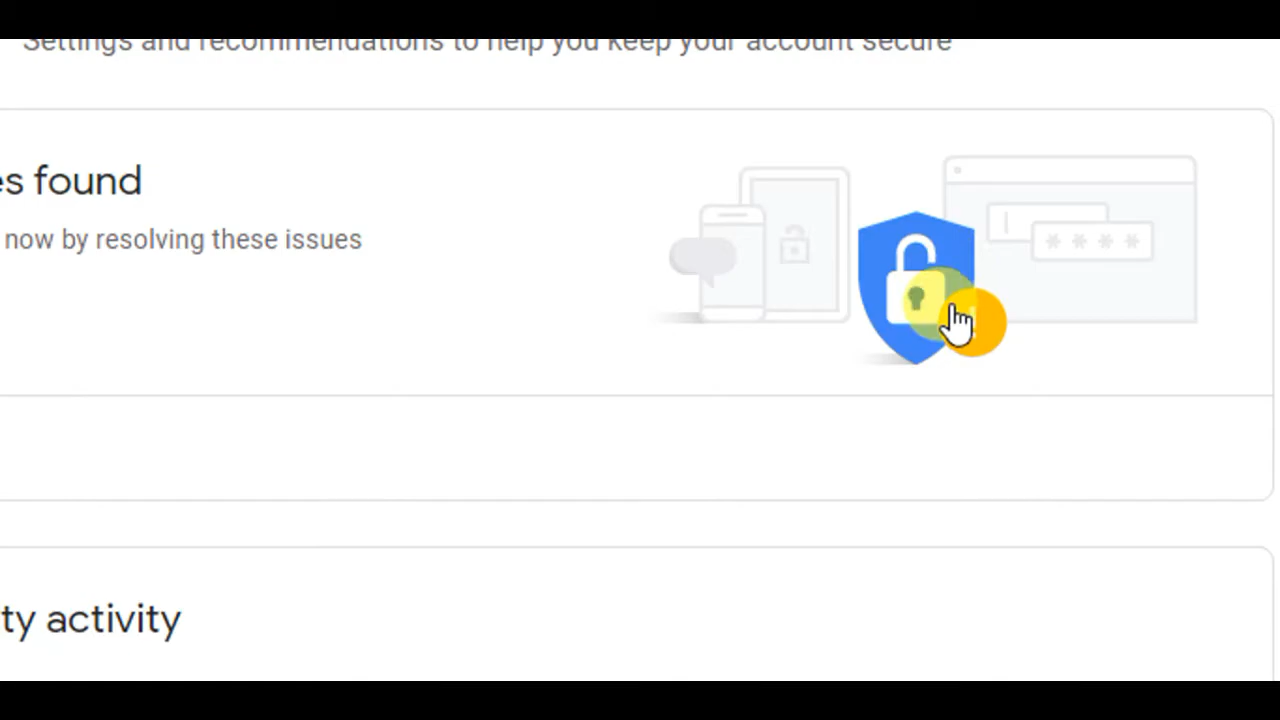 Settings and recommendations to help you keep your account secure
es found
now by resolving these issues
****
ty activity